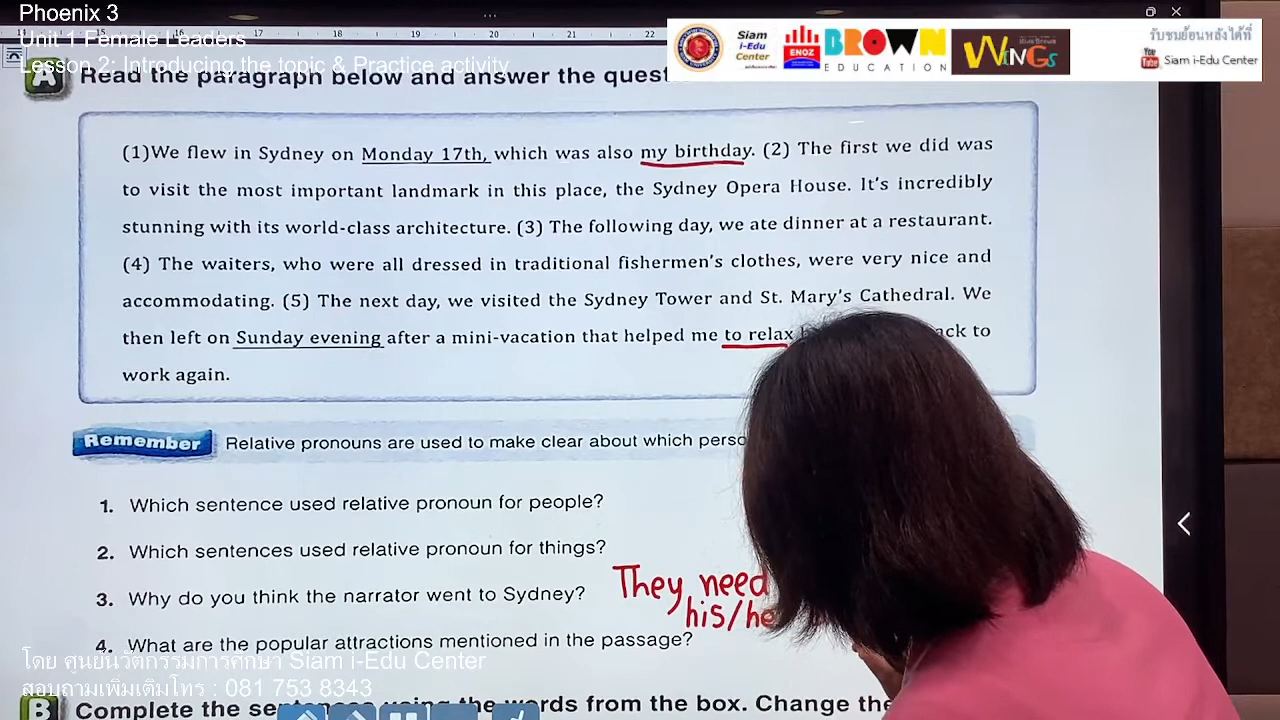 Phoenix 3
Unit 1 Female Leaders
Lesson 2: Introducing the topic & Practice activity
17 18 19 20 21 22
Siam
i-Edu
Center
ENOZ
BROWN
EDUCATION
WiNGs
รับชมย้อนหลังได้ที่
You
Tube
Siam i-Edu Center
A Read the paragraph below and answer the quest
(1)We flew in Sydney on Monday 17th, which was also my birthday. (2) The first we did was
to visit the most important landmark in this place, the Sydney Opera House. It's incredibly
stunning with its world-class architecture. (3) The following day, we ate dinner at a restaurant.
(4) The waiters, who were all dressed in traditional fishermen's clothes, were very nice and
accommodating. (5) The next day, we visited the Sydney Tower and St. Mary's Cathedral. We
then left on Sunday evening after a mini-vacation that helped me to relax ack to
work again.
Remember Relative pronouns are used to make clear about which perso
1. Which sentence used relative pronoun for people?
2. Which sentences used relative pronoun for things?
3. Why do you think the narrator went to Sydney? They need
his/he
4. What are the popular attractions mentioned in the passage?
โดย ศูนย์นวัตกรรมการศึกษา Siam i-Edu Center
สอบถามเพิ่มเติมโทร : 081 753 8343
B Complete the sentences using the words from the box. Change the